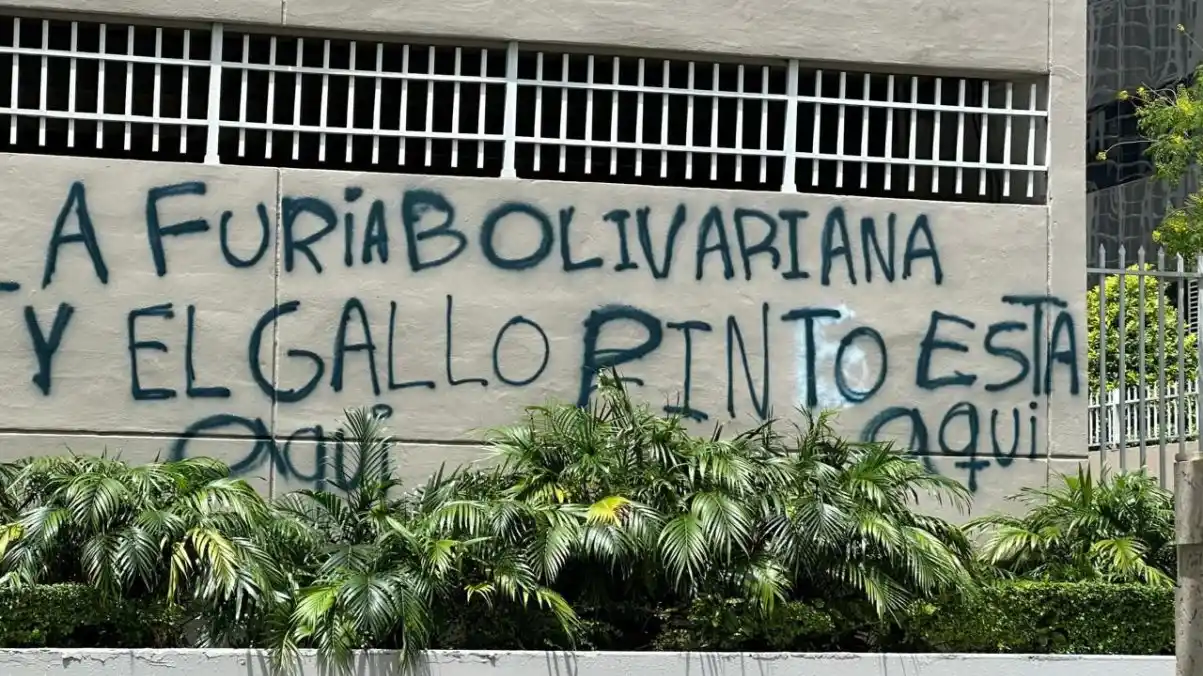 LA FURiA BOLIVARIANA
Y EL GALLO PINTO ESTA
aqui aqui